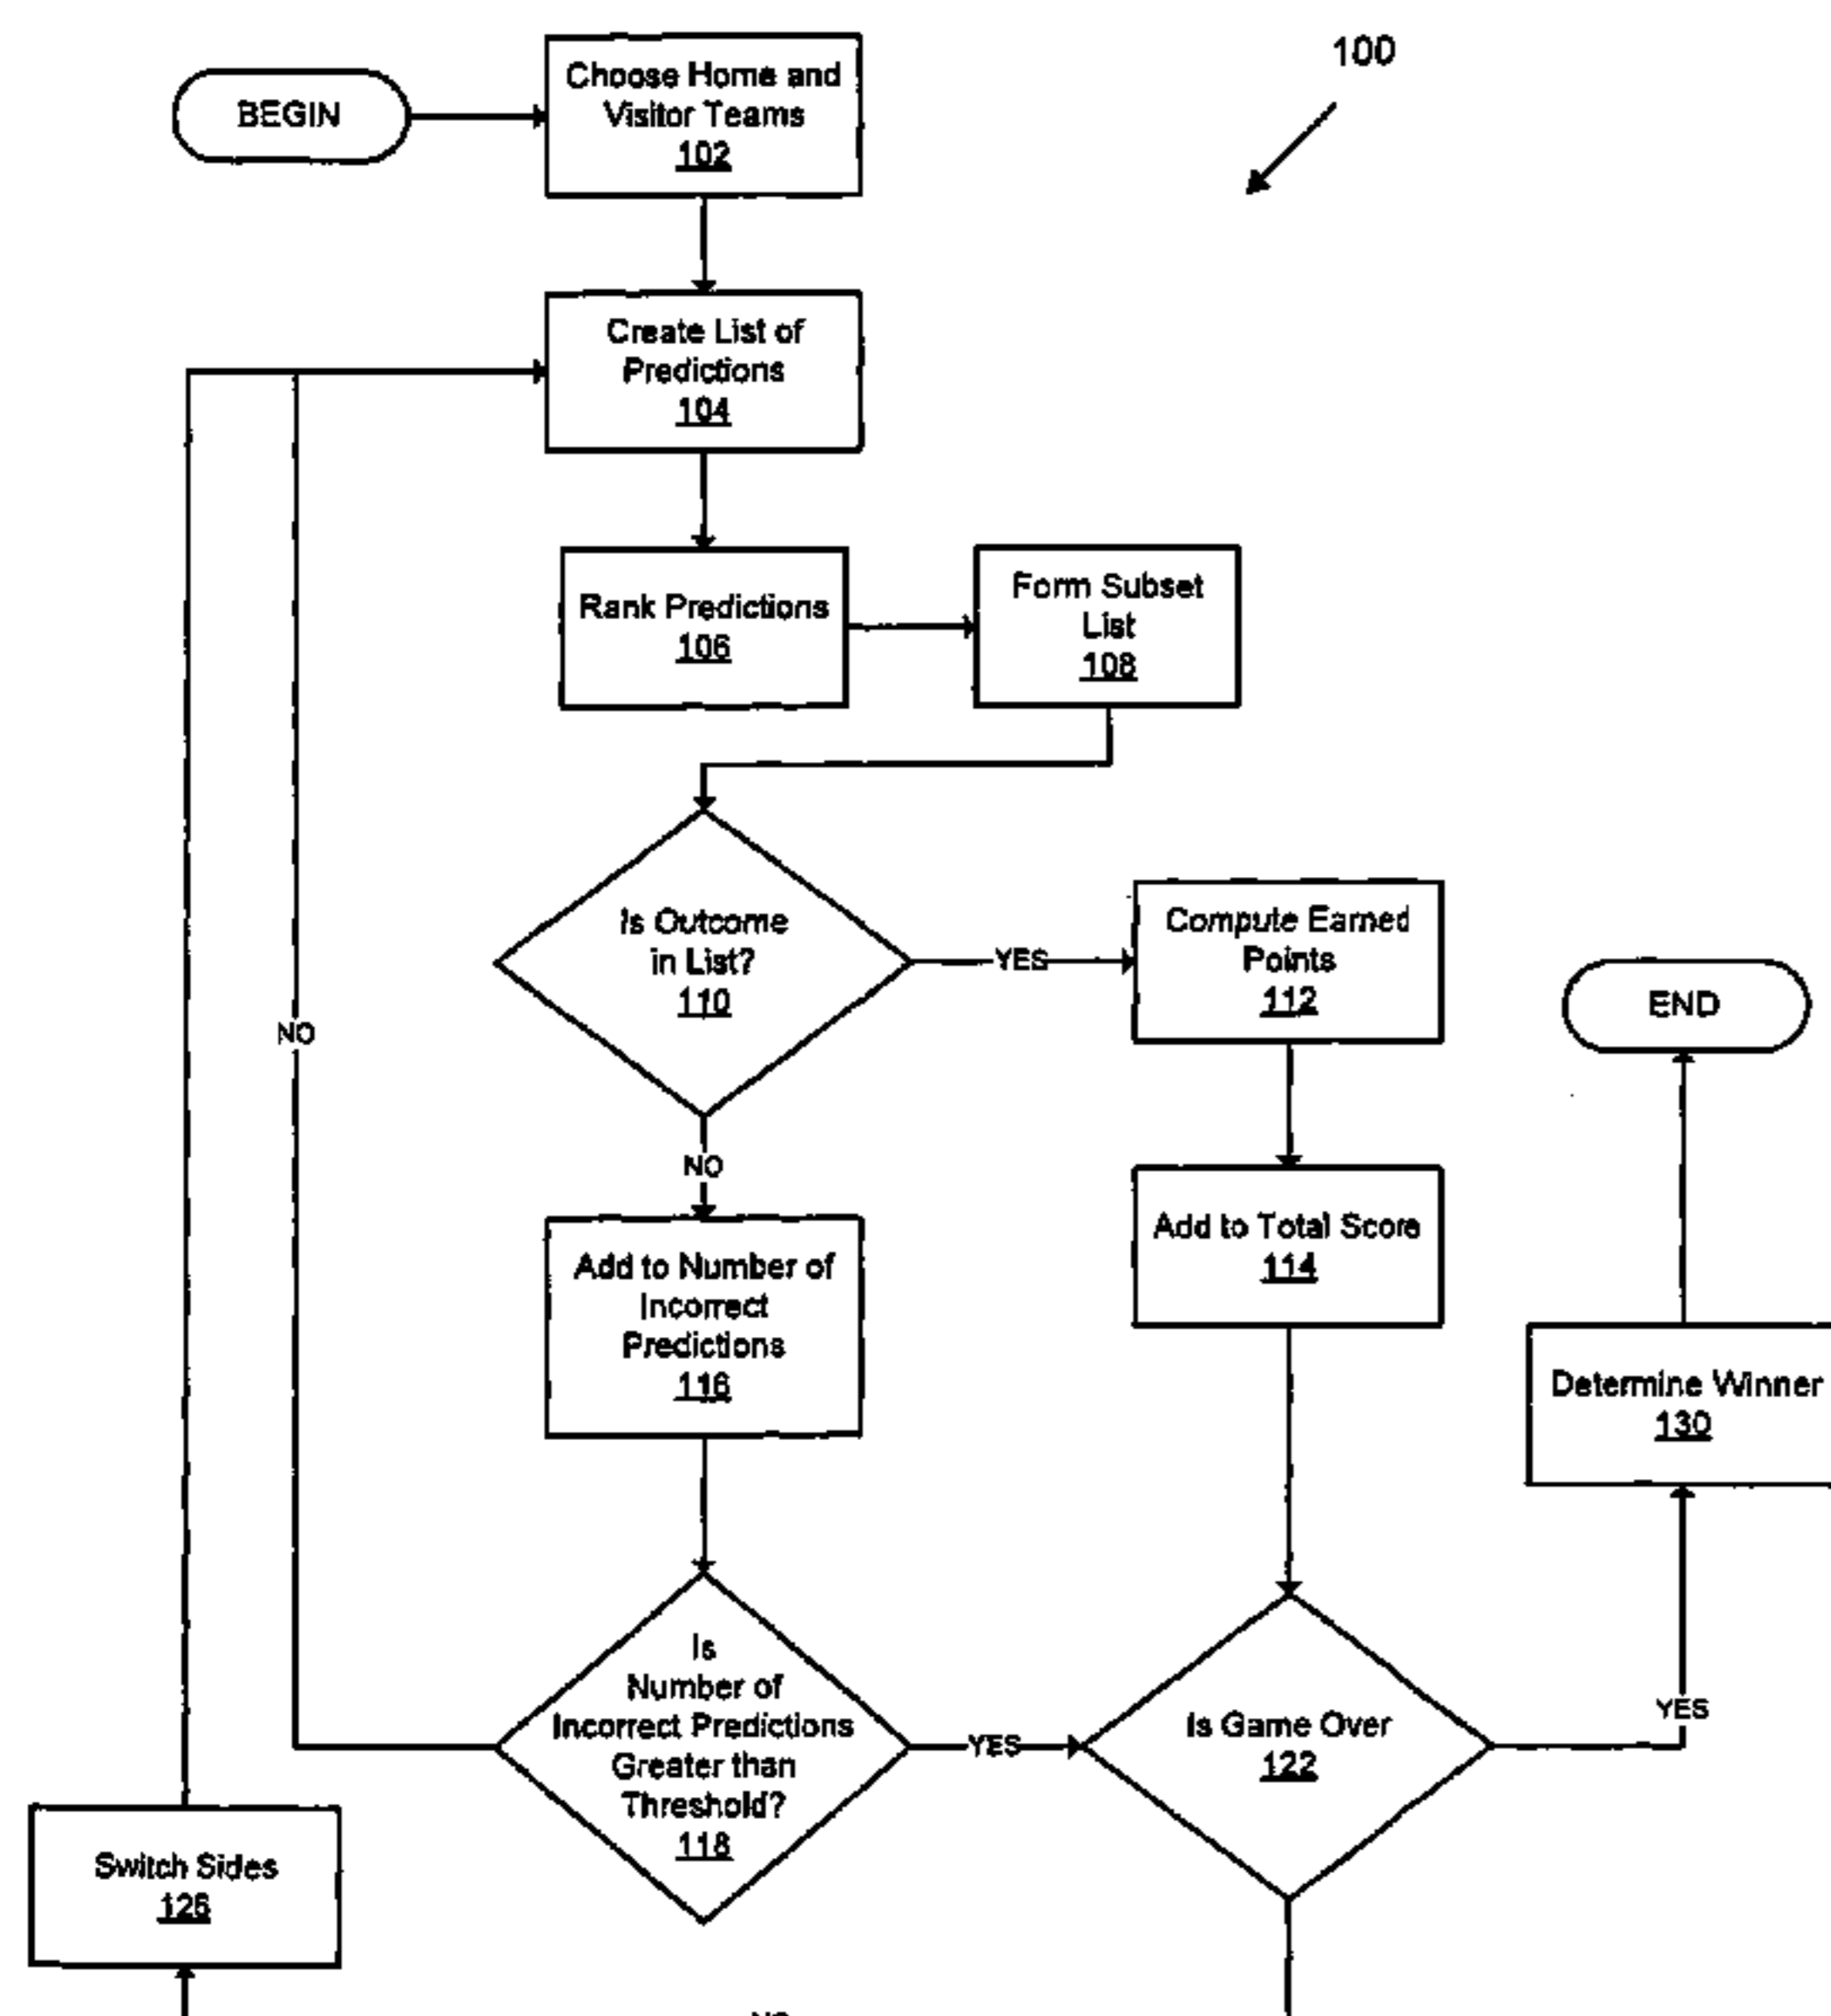 100
BEGIN
Choose Home and
Visitor Teams
102
Create List of
Predictions
104
Rank Predictions
106
Form Subset
List
108
Is Outcome
in List?
110
YES
Compute Earned
Points
112
END
NO
NO
Add to Number of
Incorrect
Predictions
116
Add to Total Score
114
Determine Winner
130
Is
Number of
Incorrect Predictions
Greater than
Threshold?
118
YES
Is Game Over
122
YES
Switch Sides
126